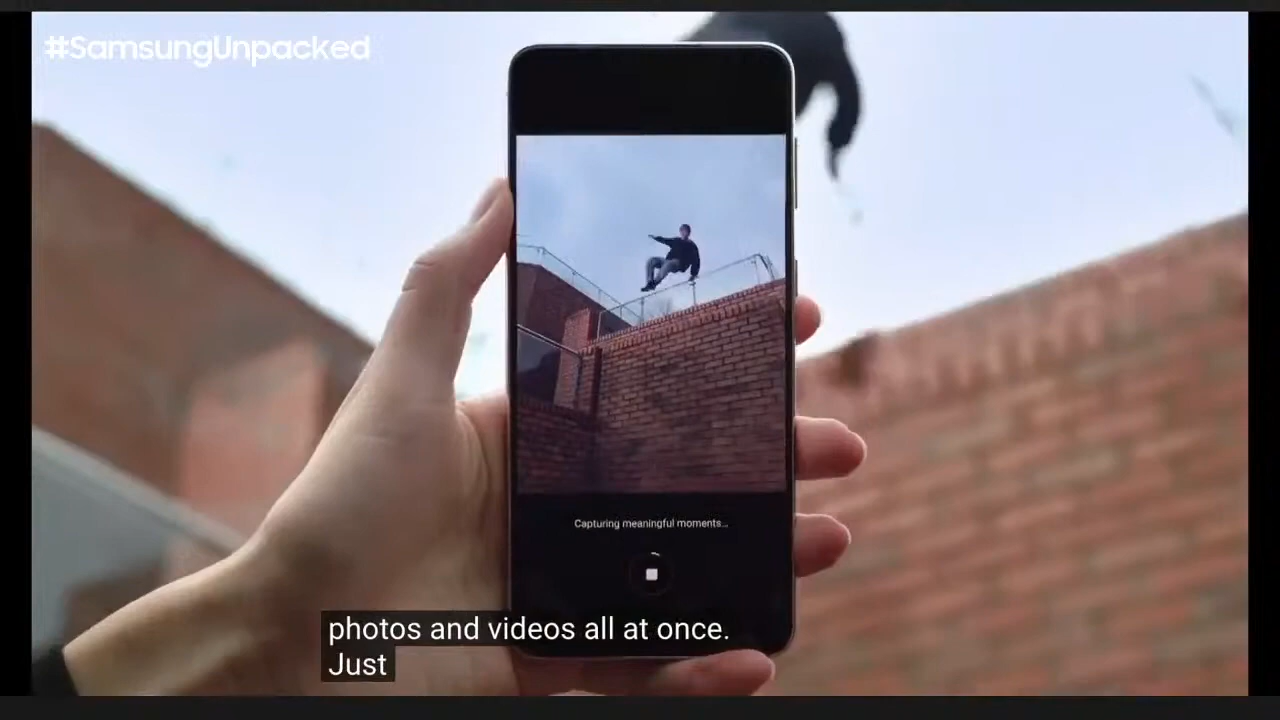 #SamsungUnpacked
Capturing meaningful moments...
photos and videos all at once.
Just